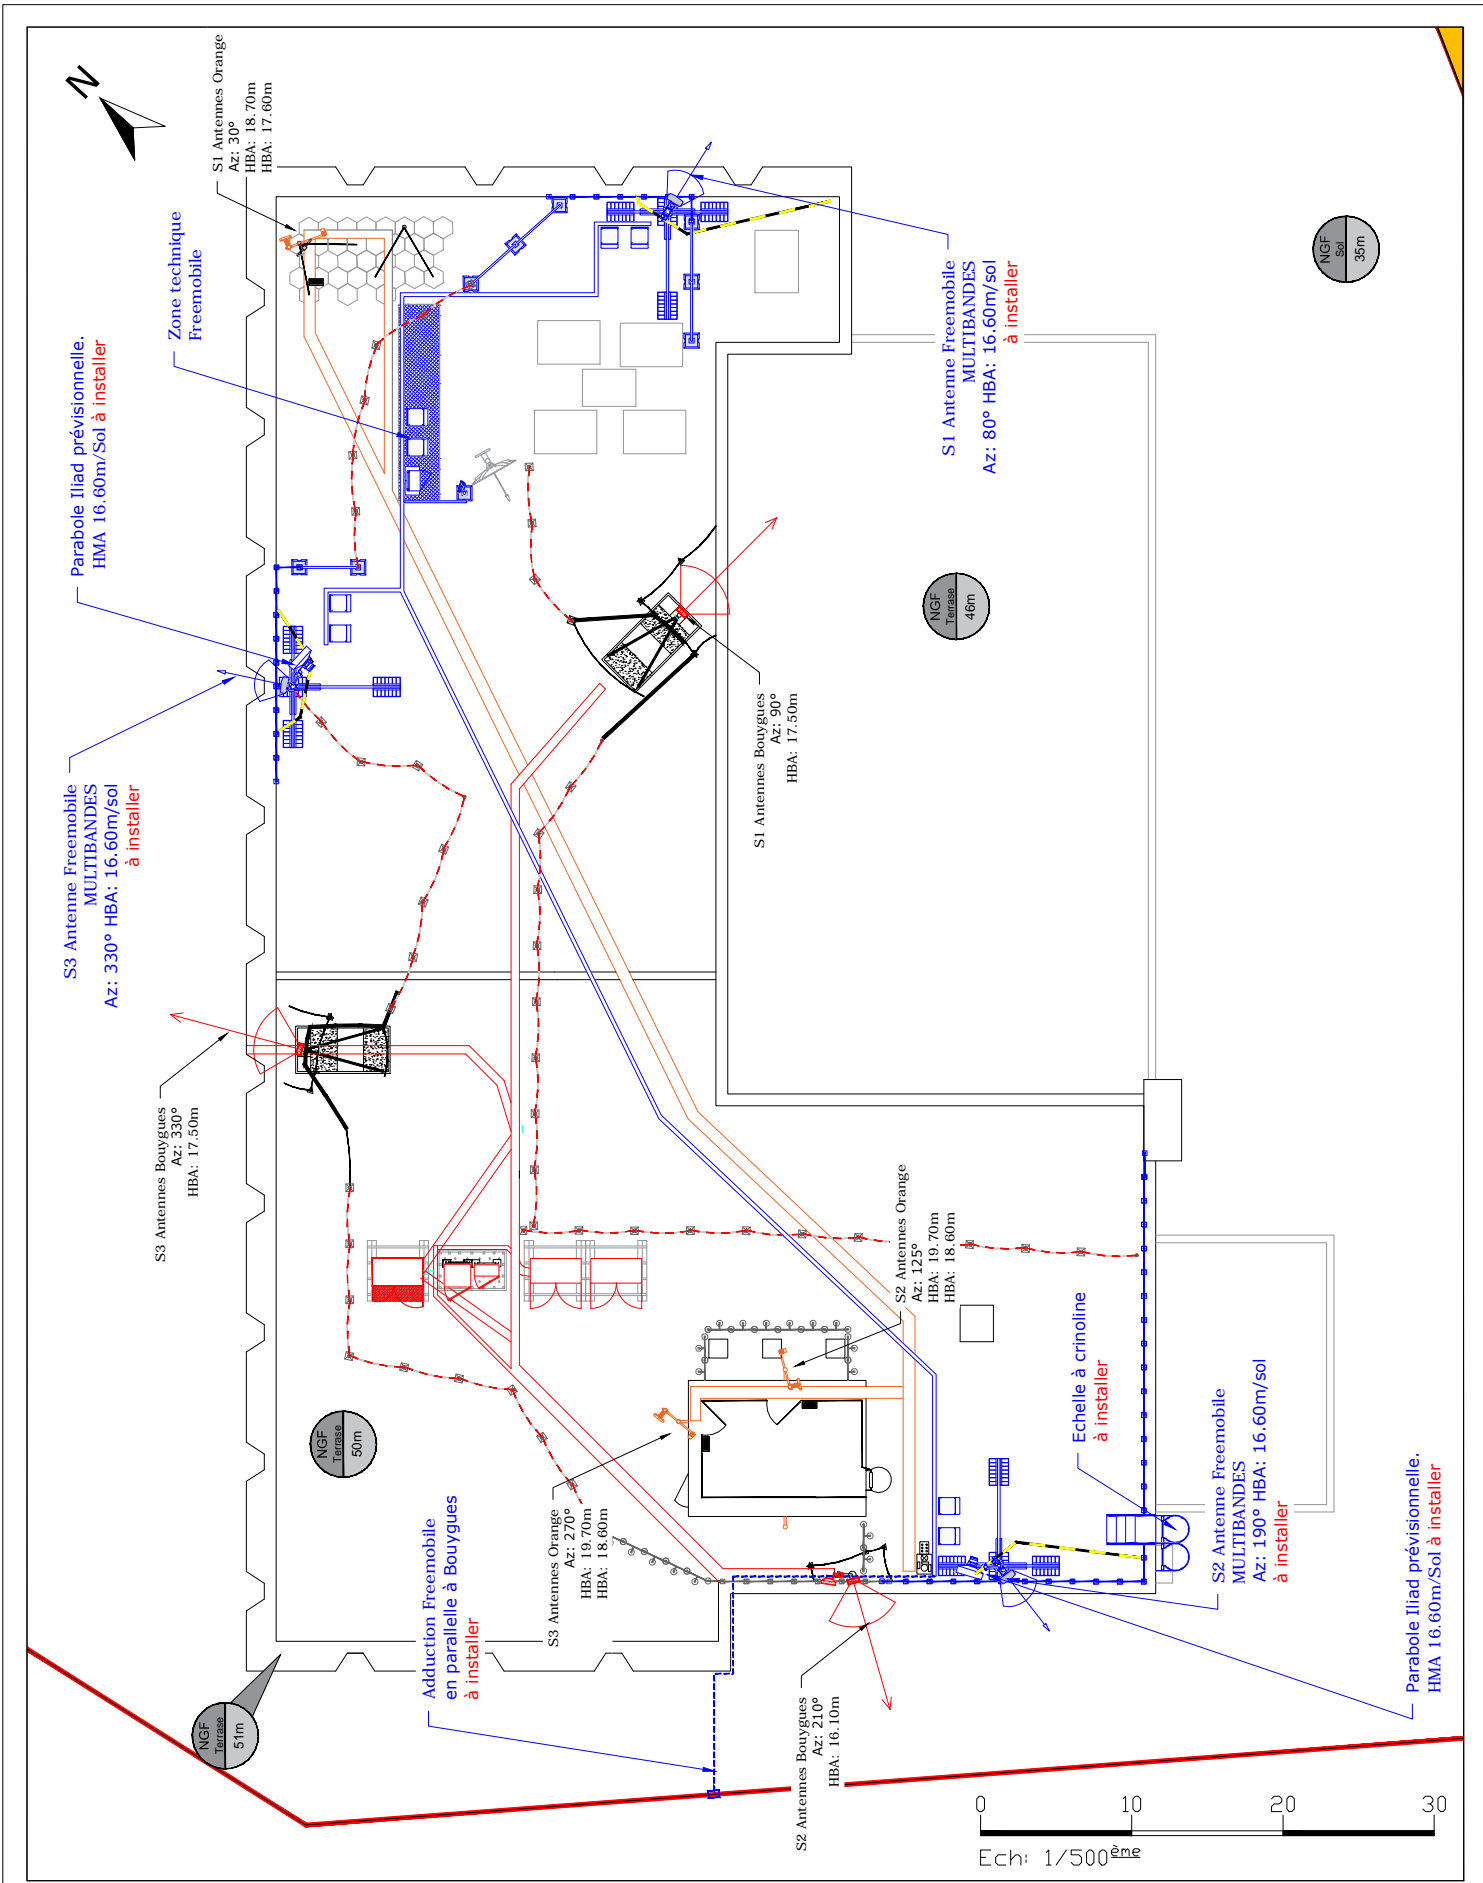 N
S1 Antennes Orange
Az: 30°
HBA: 18.70m
HBA: 17.60m
Zone technique
Freemobile
Parabole Iliad prévisionnelle.
HMA 16.60m/Sol à installer
S3 Antenne Freemobile
MULTIBANDES
Az: 330° HBA: 16.60m/sol
à installer
S1 Antenne Freemobile
MULTIBANDES
Az: 80° HBA: 16.60m/sol
à installer
NGF
Sol
35m
NGF
Terrase
46m
S1 Antennes Bouygues
Az: 90°
HBA: 17.50m
S3 Antennes Bouygues
Az: 330°
HBA: 17.50m
S2 Antennes Orange
Az: 125°
HBA: 19.70m
HBA: 18.60m
Echelle à crinoline
à installer
NGF
Terrase
50m
S3 Antennes Orange
Az: 270°
HBA: 19.70m
HBA: 18.60m
S2 Antenne Freemobile
MULTIBANDES
Az: 190° HBA: 16.60m/sol
à installer
Adduction Freemobile
en paralelle à Bouygues
à installer
Parabole Iliad prévisionnelle.
HMA 16.60m/Sol à installer
NGF
Terrase
51m
S2 Antennes Bouygues
Az: 210°
HBA: 16.10m
0 10 20 30
Ech: 1/500ème